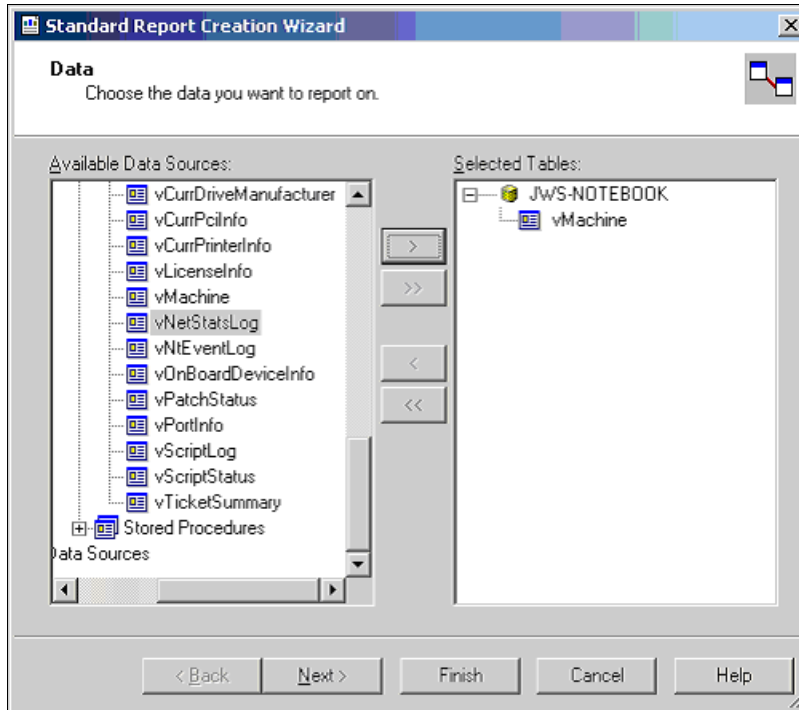 Standard Report Creation Wizard
Data
Choose the data you want to report on.
Available Data Sources:
vCurrDriveManufacturer
vCurrPciInfo
vCurrPrinterInfo
vLicenseInfo
vMachine
vNetStatsLog
vNtEventLog
vOnBoardDeviceInfo
vPatchStatus
vPortInfo
vScriptLog
vScriptStatus
vTicketSummary
Stored Procedures
Data Sources
>
>>
<
<<
Selected Tables:
JWS-NOTEBOOK
vMachine
< Back
Next >
Finish
Cancel
Help